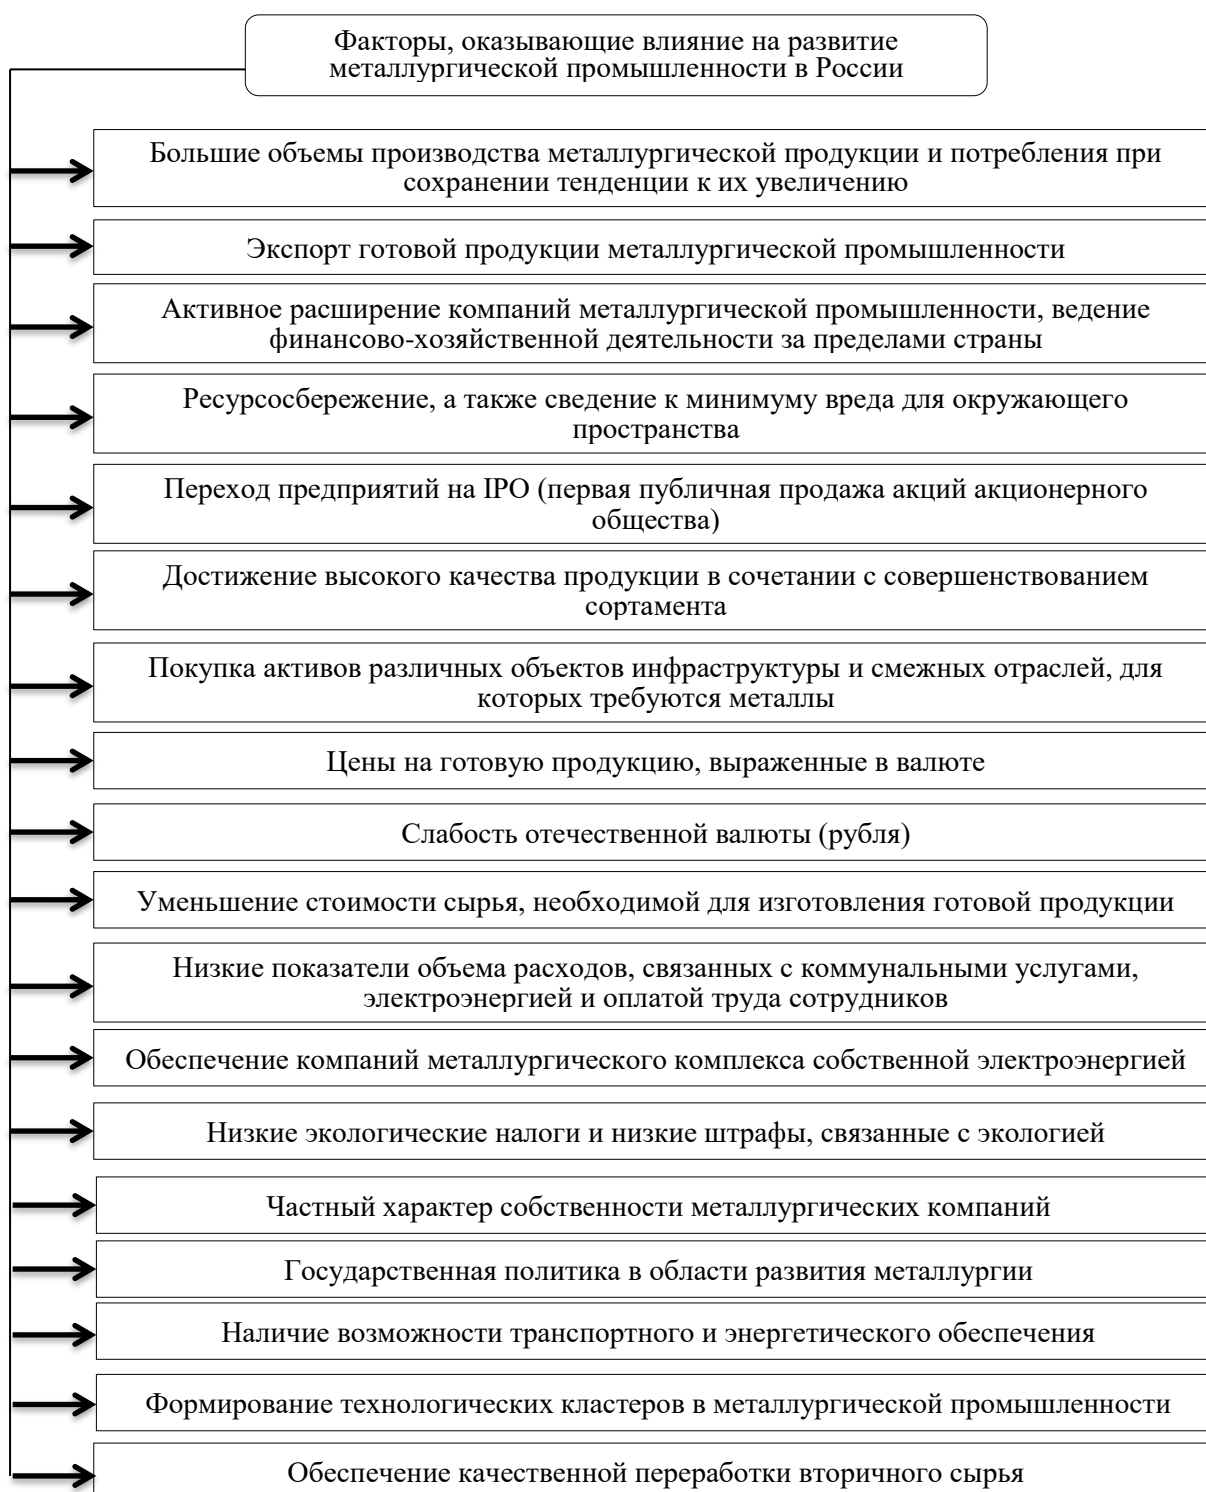 Факторы, оказывающие влияние на развитие
металлургической промышленности в России
Большие объемы производства металлургической продукции и потребления при
сохранении тенденции к их увеличению
Экспорт готовой продукции металлургической промышленности
Активное расширение компаний металлургической промышленности, ведение
финансово-хозяйственной деятельности за пределами страны
Ресурсосбережение, а также сведение к минимуму вреда для окружающего
пространства
Переход предприятий на IPO (первая публичная продажа акций акционерного
общества)
Достижение высокого качества продукции в сочетании с совершенствованием
сортамента
Покупка активов различных объектов инфраструктуры и смежных отраслей, для
которых требуются металлы
Цены на готовую продукцию, выраженные в валюте
Слабость отечественной валюты (рубля)
Уменьшение стоимости сырья, необходимой для изготовления готовой продукции
Низкие показатели объема расходов, связанных с коммунальными услугами,
электроэнергией и оплатой труда сотрудников
Обеспечение компаний металлургического комплекса собственной электроэнергией
Низкие экологические налоги и низкие штрафы, связанные с экологией
Частный характер собственности металлургических компаний
Государственная политика в области развития металлургии
Наличие возможности транспортного и энергетического обеспечения
Формирование технологических кластеров в металлургической промышленности
Обеспечение качественной переработки вторичного сырья